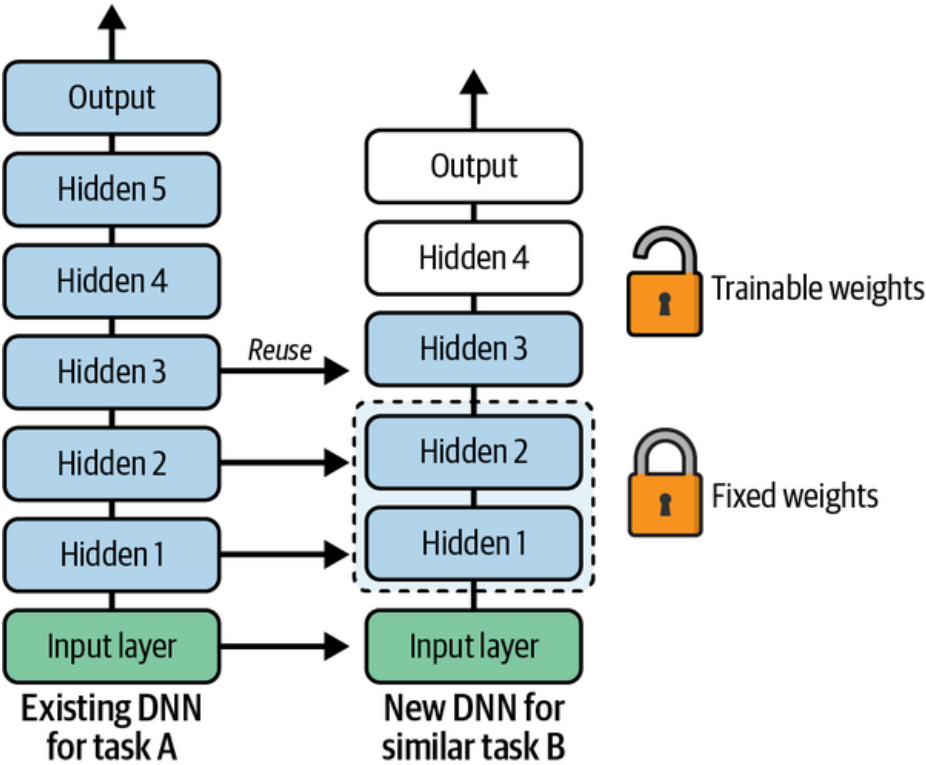 Output
Hidden 5
Hidden 4
Hidden 3
Hidden 2
Hidden 1
Input layer
Existing DNN
for task A
Reuse
Output
Hidden 4
Hidden 3
Hidden 2
Hidden 1
Input layer
New DNN for
similar task B
Trainable weights
Fixed weights